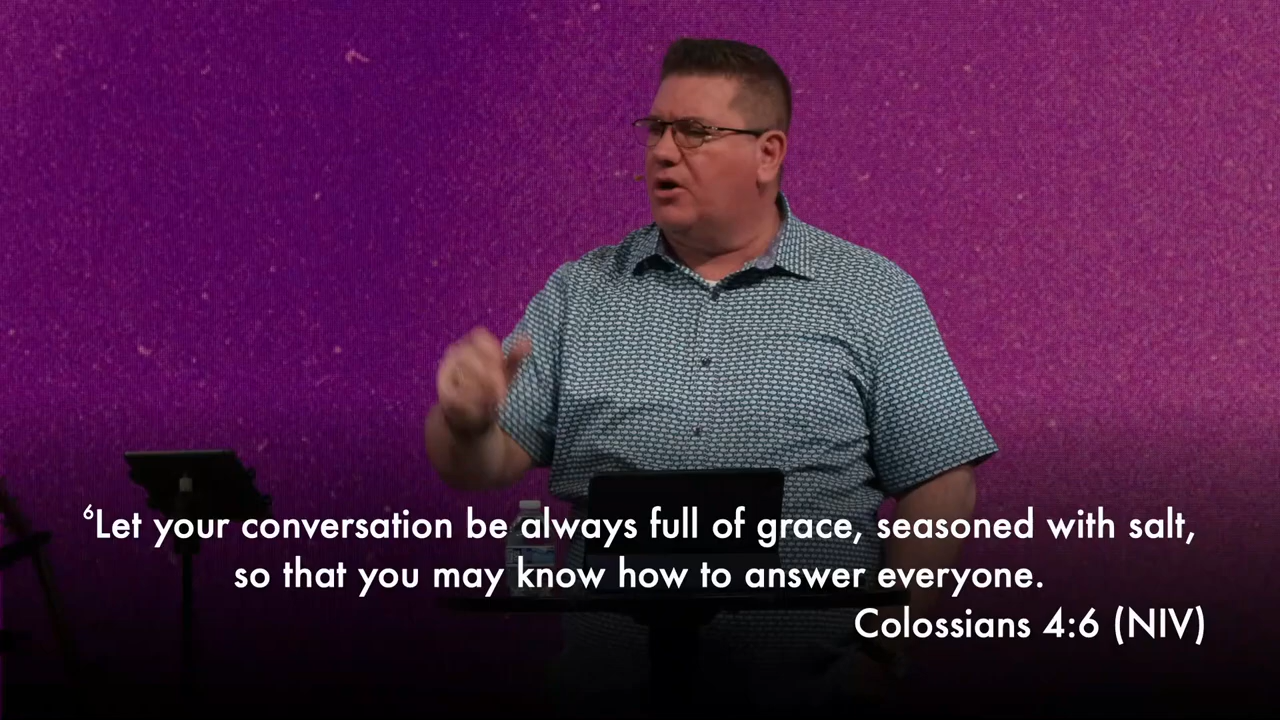 ⁶Let your conversation be always full of grace, seasoned with salt,
so that you may know how to answer everyone.
Colossians 4:6 (NIV)